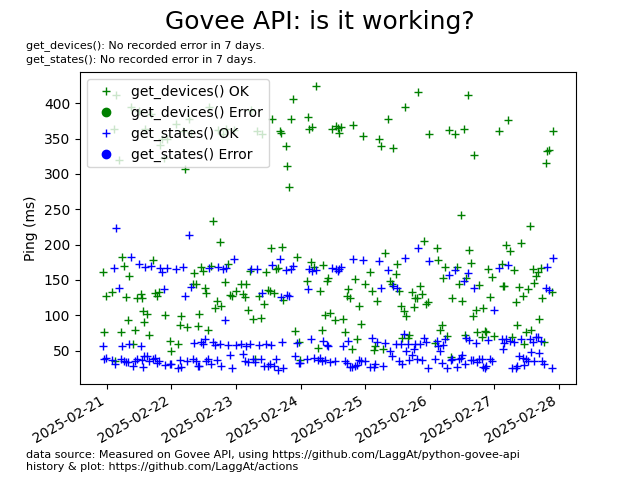 Govee API: is it working?
get_devices(): No recorded error in 7 days.
get_states(): No recorded error in 7 days.
get_devices() OK
get_devices() Error
get_states() OK
get_states() Error
Ping (ms)
400
350
300
250
200
150
100
50
2025-02-21
2025-02-22
2025-02-23
2025-02-24
2025-02-25
2025-02-26
2025-02-27
2025-02-28
data source: Measured on Govee API, using https://github.com/LaggAt/python-govee-api
history & plot: https://github.com/LaggAt/actions